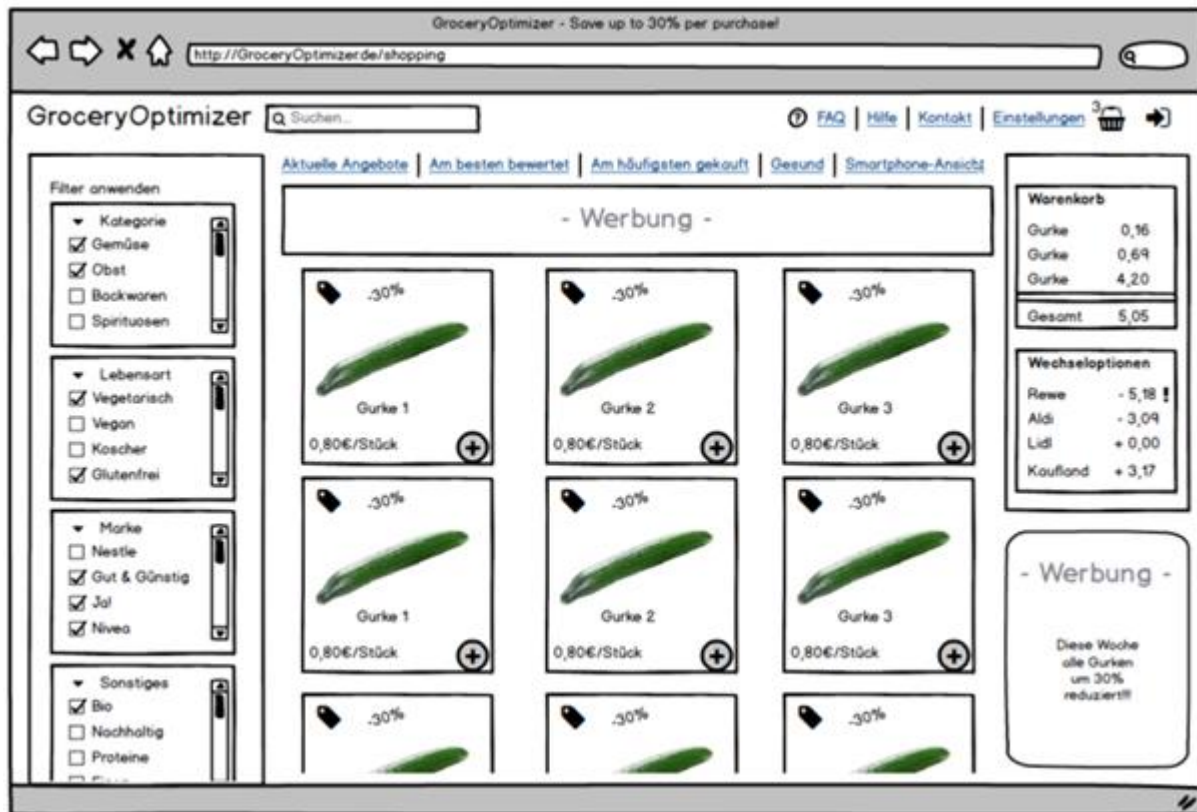 GroceryOptimizer - Save up to 30% per purchase!
http://GroceryOptimizer.de/shopping
GroceryOptimizer
Suchen...
? FAQ | Hilfe | Kontakt | Einstellungen 3
Aktuelle Angebote | Am besten bewertet | Am häufigsten gekauft | Gesund | Smartphone-Ansicht
Filter anwenden
Kategorie
Gemüse
Obst
Backwaren
Spirituosen
Lebensart
Vegetarisch
Vegan
Koscher
Glutenfrei
Marke
Nestle
Gut & Günstig
Ja!
Nivea
Sonstiges
Bio
Nachhaltig
Proteine
- Werbung -
-30%
Gurke 1
0,80€/Stück
-30%
Gurke 2
0,80€/Stück
-30%
Gurke 3
0,80€/Stück
-30%
Gurke 1
0,80€/Stück
-30%
Gurke 2
0,80€/Stück
-30%
Gurke 3
0,80€/Stück
-30%
-30%
-30%
Warenkorb
Gurke 0,16
Gurke 0,69
Gurke 4,20
Gesamt 5,05
Wechseloptionen
Rewe - 5,18 !
Aldi - 3,09
Lidl + 0,00
Kaufland + 3,17
- Werbung -
Diese Woche
alle Gurken
um 30%
reduziert!!!